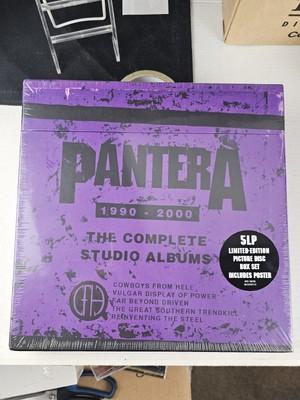 PANTERA
1990 - 2000
THE COMPLETE
STUDIO ALBUMS
COWBOYS FROM HELL
VULGAR DISPLAY OF POWER
FAR BEYOND DRIVEN
THE GREAT SOUTHERN TRENDKILL
REINVENTING THE STEEL
5LP
LIMITED-EDITION
PICTURE DISC
BOX SET
INCLUDES POSTER